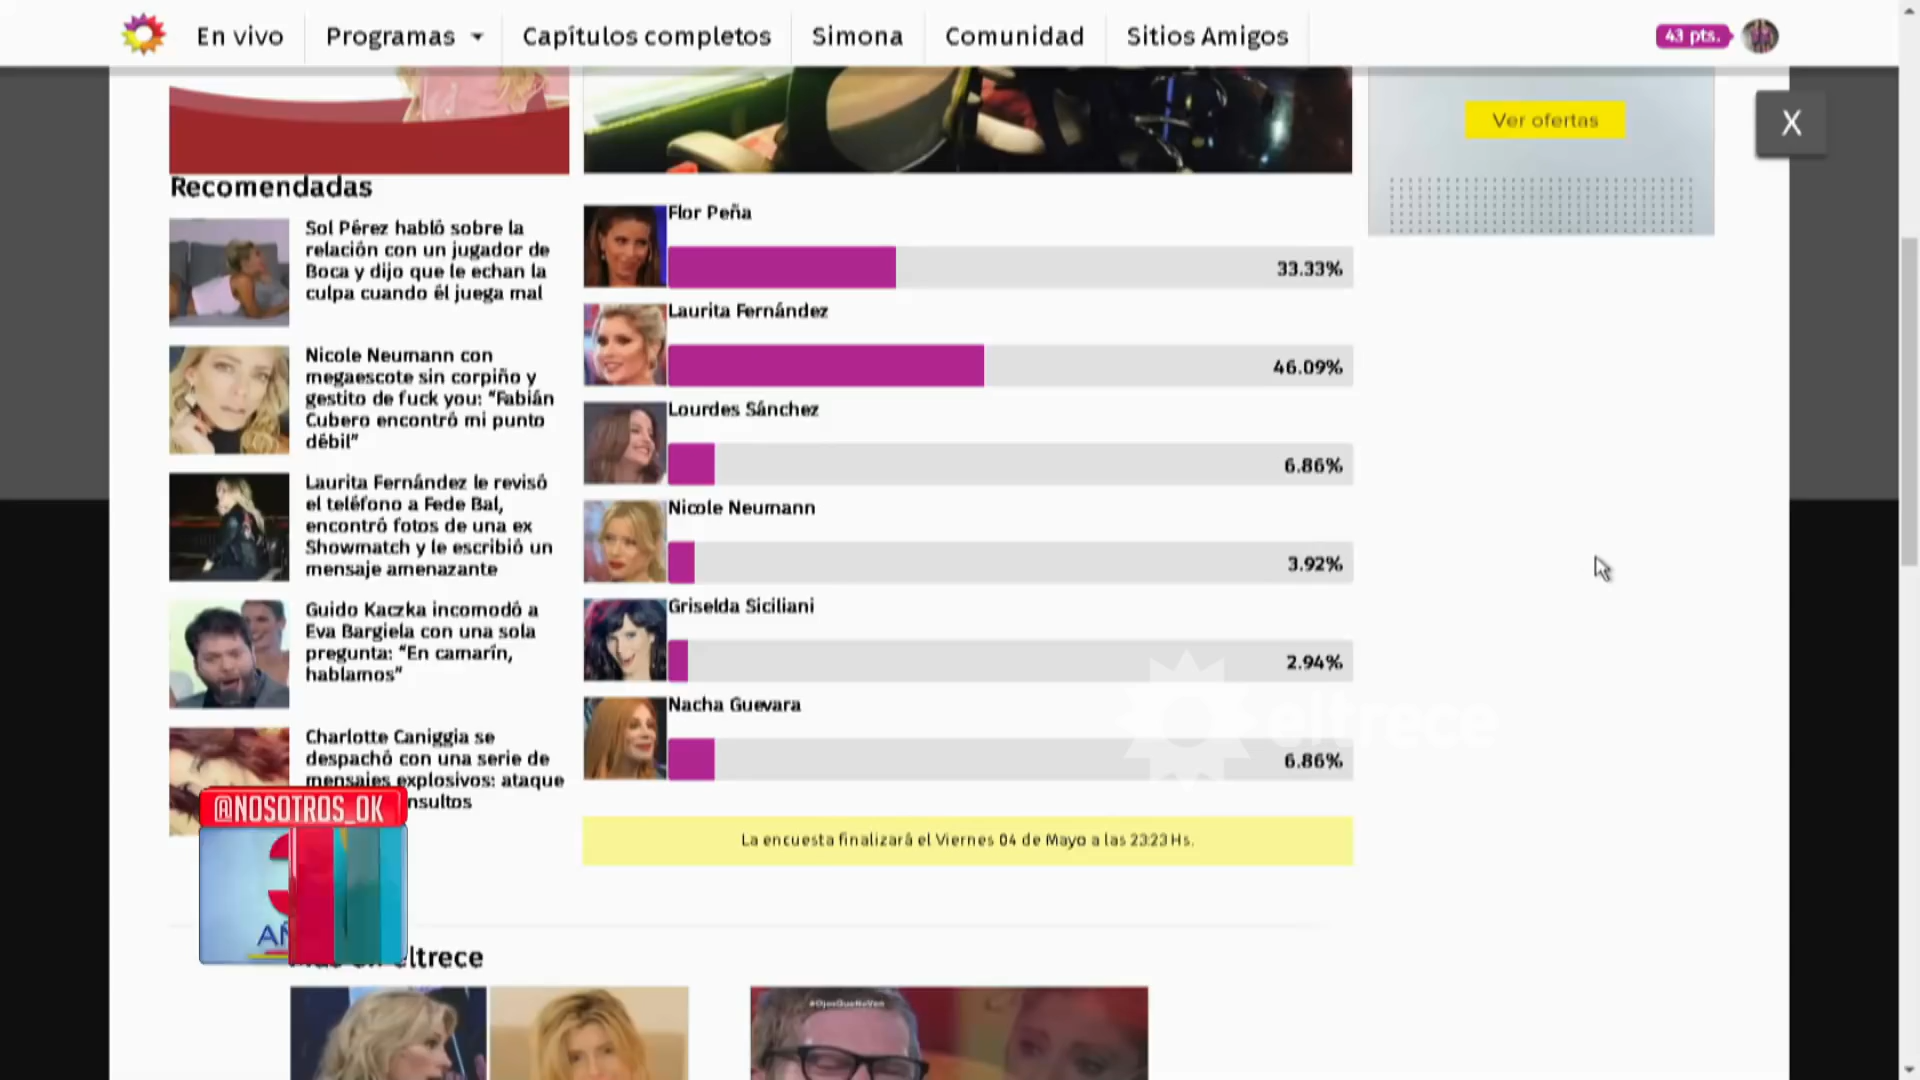 En vivo
Programas
Capítulos completos
Simona
Comunidad
Sitios Amigos
43 pts.
X
Ver ofertas
Recomendadas
Sol Pérez habló sobre la
relación con un jugador de
Boca y dijo que le echan la
culpa cuando él juega mal
Nicole Neumann con
megaescote sin corpiño y
gestito de fuck you: “Fabián
Cubero encontró mi punto
débil”
Laurita Fernández le revisó
el teléfono a Fede Bal,
encontró fotos de una ex
Showmatch y le escribió un
mensaje amenazante
Guido Kaczka incomodó a
Eva Bargiela con una sola
pregunta: “En camarín,
hablamos”
Charlotte Caniggia se
despachó con una serie de
mensajes explosivos: ataque
nsultos
@NOSOTROS_OK
3
AÑ
Flor Peña
33.33%
Laurita Fernández
46.09%
Lourdes Sánchez
6.86%
Nicole Neumann
3.92%
Griselda Siciliani
2.94%
Nacha Guevara
6.86%
eltrece
La encuesta finalizará el Viernes 04 de Mayo a las 23:23 Hs.
Más en eltrece
#OjosQueNoVen